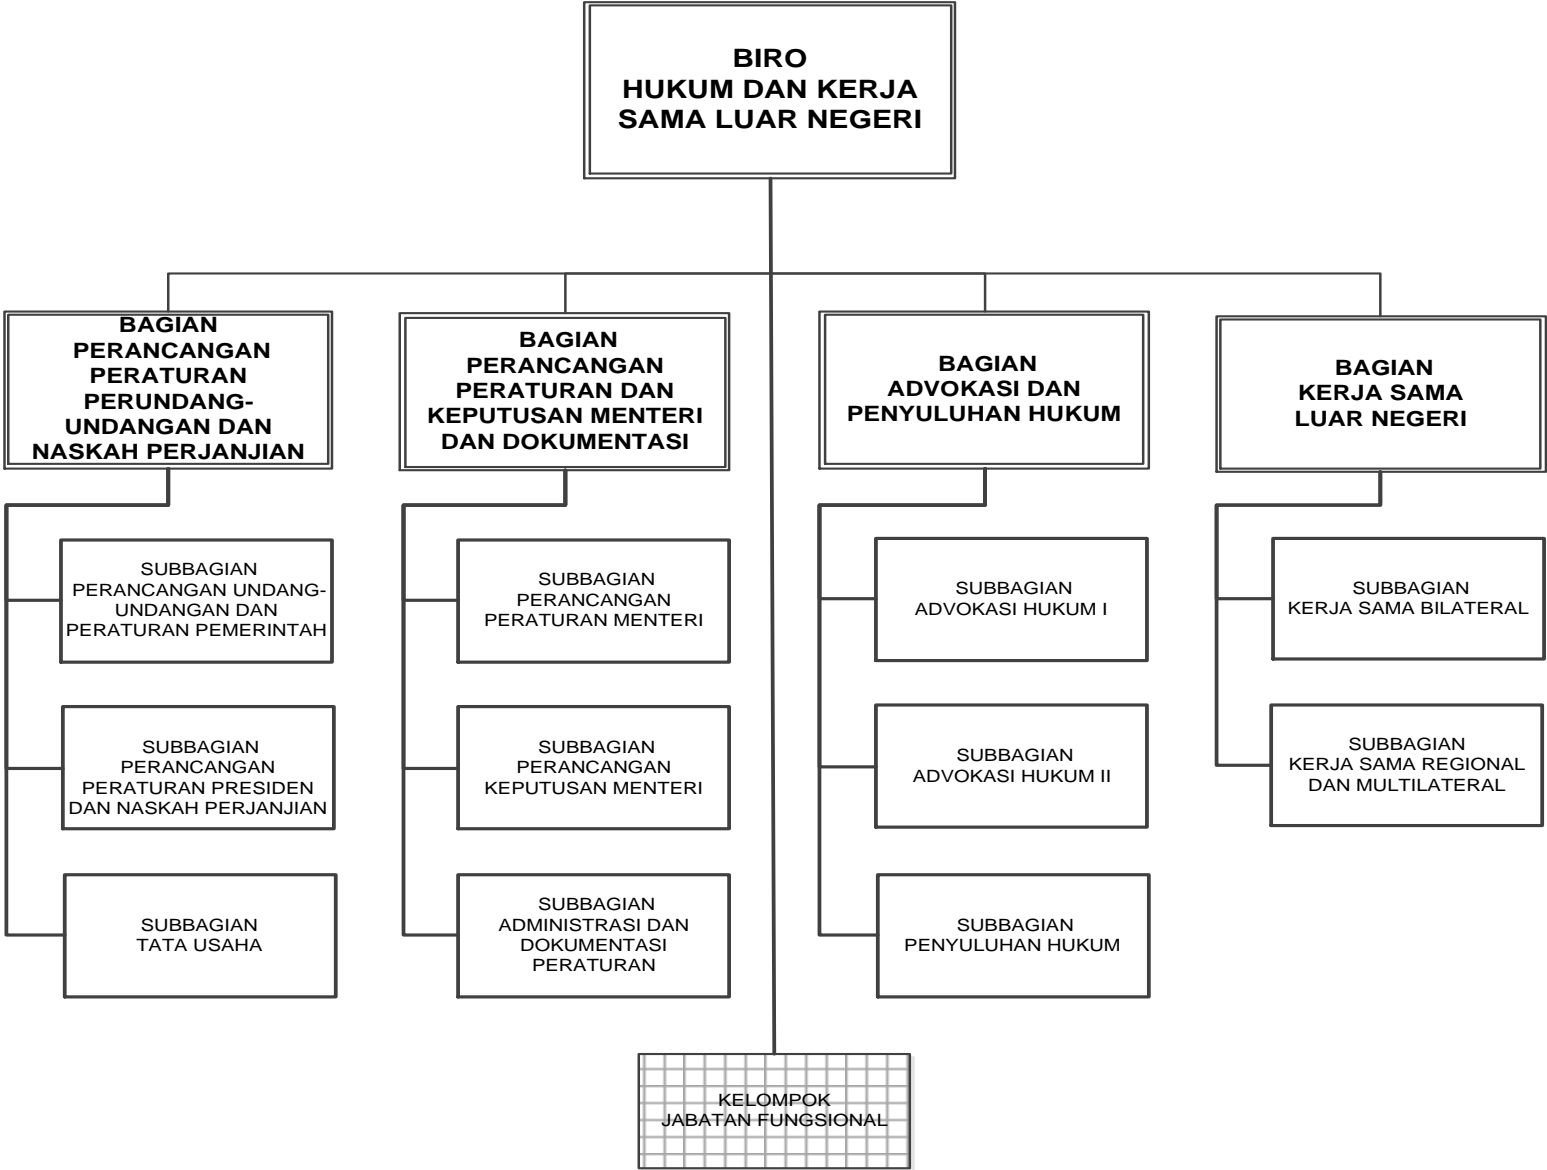 BIRO
HUKUM DAN KERJA
SAMA LUAR NEGERI
BAGIAN
PERANCANGAN
PERATURAN
PERUNDANG-
UNDANGAN DAN
NASKAH PERJANJIAN
BAGIAN
PERANCANGAN
PERATURAN DAN
KEPUTUSAN MENTERI
DAN DOKUMENTASI
BAGIAN
ADVOKASI DAN
PENYULUHAN HUKUM
BAGIAN
KERJA SAMA
LUAR NEGERI
SUBBAGIAN
PERANCANGAN UNDANG-
UNDANGAN DAN
PERATURAN PEMERINTAH
SUBBAGIAN
PERANCANGAN
PERATURAN MENTERI
SUBBAGIAN
ADVOKASI HUKUM I
SUBBAGIAN
KERJA SAMA BILATERAL
SUBBAGIAN
PERANCANGAN
PERATURAN PRESIDEN
DAN NASKAH PERJANJIAN
SUBBAGIAN
PERANCANGAN
KEPUTUSAN MENTERI
SUBBAGIAN
ADVOKASI HUKUM II
SUBBAGIAN
KERJA SAMA REGIONAL
DAN MULTILATERAL
SUBBAGIAN
TATA USAHA
SUBBAGIAN
ADMINISTRASI DAN
DOKUMENTASI
PERATURAN
SUBBAGIAN
PENYULUHAN HUKUM
KELOMPOK
JABATAN FUNGSIONAL